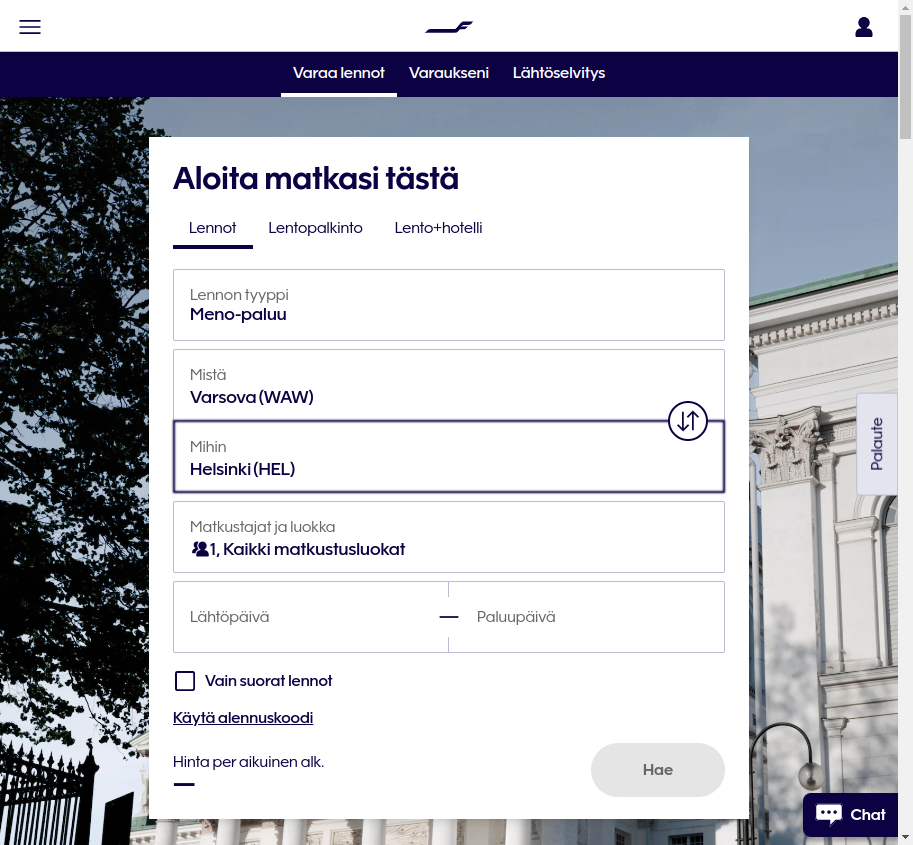 Varaa lennot
Varaukseni
Lähtöselvitys
Aloita matkasi tästä
Lennot
Lentopalkinto
Lento+hotelli
Lennon tyyppi
Meno-paluu
Mistä
Varsova (WAW)
Mihin
Helsinki (HEL)
Matkustajat ja luokka
1, Kaikki matkustusluokat
Lähtöpäivä
Paluupäivä
Vain suorat lennot
Käytä alennuskoodi
Hinta per aikuinen alk.
Hae
Palaute
Chat